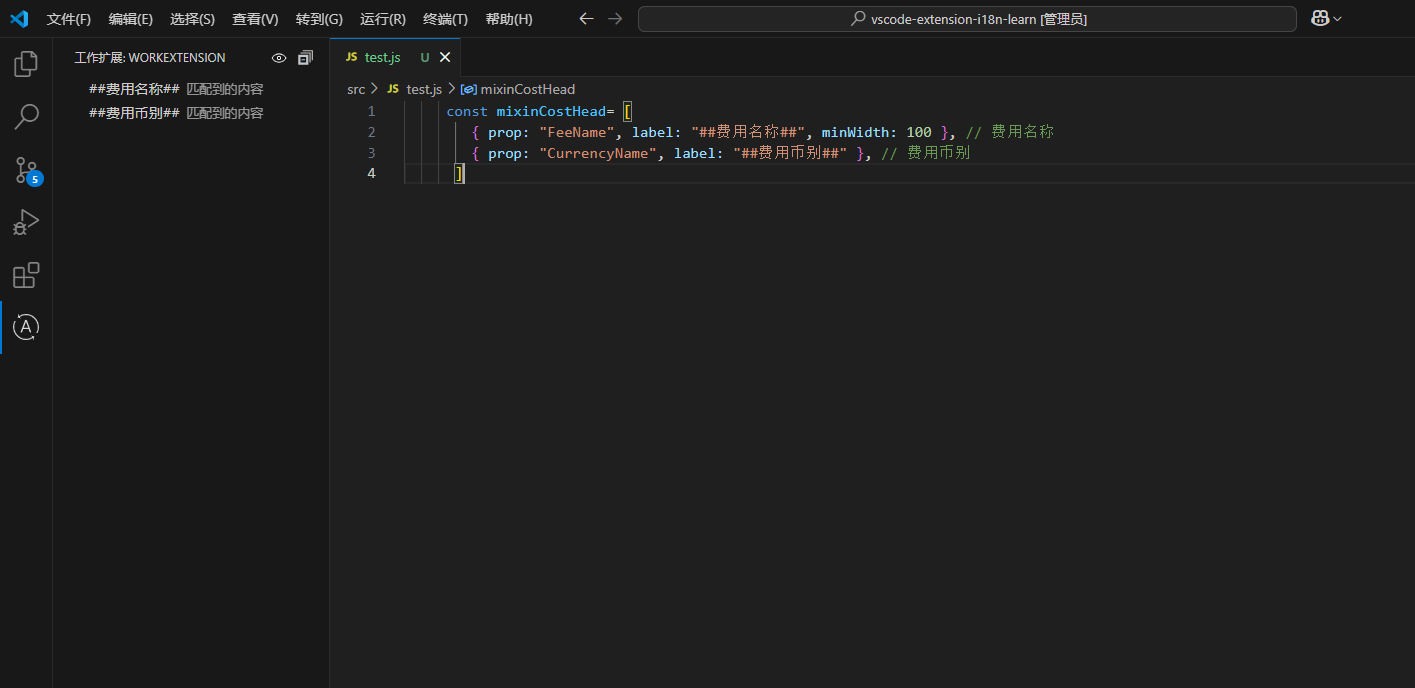 文件(F) 编辑(E) 选择(S) 查看(V) 转到(G) 运行(R) 终端(T) 帮助(H) vscode-extension-i18n-learn [管理员]
工作扩展: WORKEXTENSION
##费用名称## 匹配到的内容
##费用币别## 匹配到的内容
5
A
JS test.js U
src > JS test.js > mixinCostHead
1 const mixinCostHead= [
2 { prop: "FeeName", label: "##费用名称##", minWidth: 100 }, // 费用名称
3 { prop: "CurrencyName", label: "##费用币别##" }, // 费用币别
4 ]